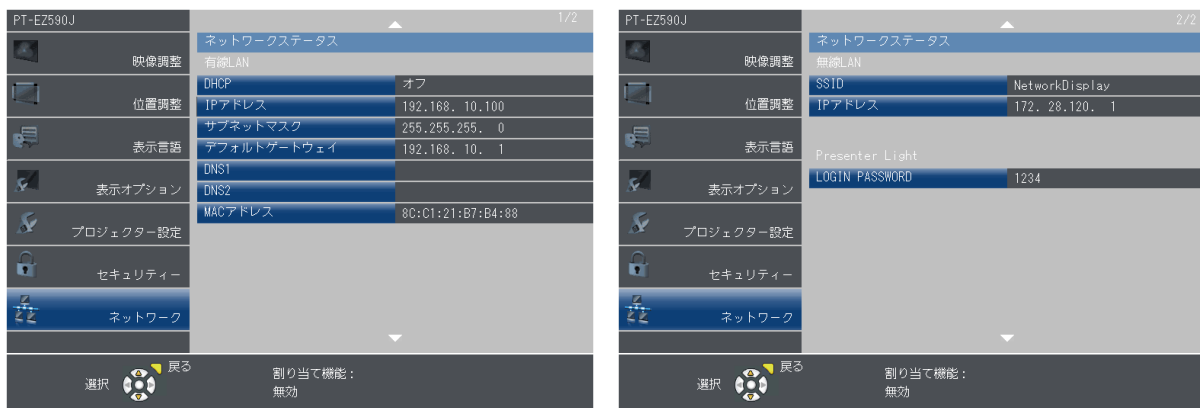 PT-EZ590J 1/2
映像調整
位置調整
表示言語
表示オプション
プロジェクター設定
セキュリティー
ネットワーク
ネットワークステータス
有線LAN
DHCP オフ
IPアドレス 192.168. 10.100
サブネットマスク 255.255.255. 0
デフォルトゲートウェイ 192.168. 10. 1
DNS1
DNS2
MACアドレス 8C:C1:21:B7:B4:88
選択 戻る
割り当て機能：
無効
PT-EZ590J 2/2
映像調整
位置調整
表示言語
表示オプション
プロジェクター設定
セキュリティー
ネットワーク
ネットワークステータス
無線LAN
SSID NetworkDisplay
IPアドレス 172. 28.120. 1
Presenter Light
LOGIN PASSWORD 1234
選択 戻る
割り当て機能：
無効